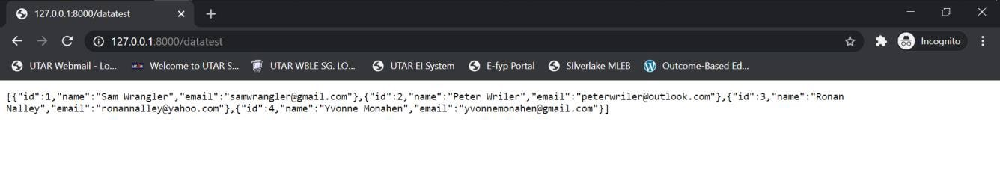 127.0.0.1:8000/datatest
127.0.0.1:8000/datatest
Incognito
UTAR Webmail - Lo... utar Welcome to UTAR S... UTAR WBLE SG. LO... UTAR EI System E-fyp Portal Silverlake MLEB Outcome-Based Ed...
[{"id":1,"name":"Sam Wrangler","email":"samwrangler@gmail.com"},{"id":2,"name":"Peter Wriler","email":"peterwriler@outlook.com"},{"id":3,"name":"Ronan
Nalley","email":"ronannalley@yahoo.com"},{"id":4,"name":"Yvonne Monahen","email":"yvonnemonahen@gmail.com"}]